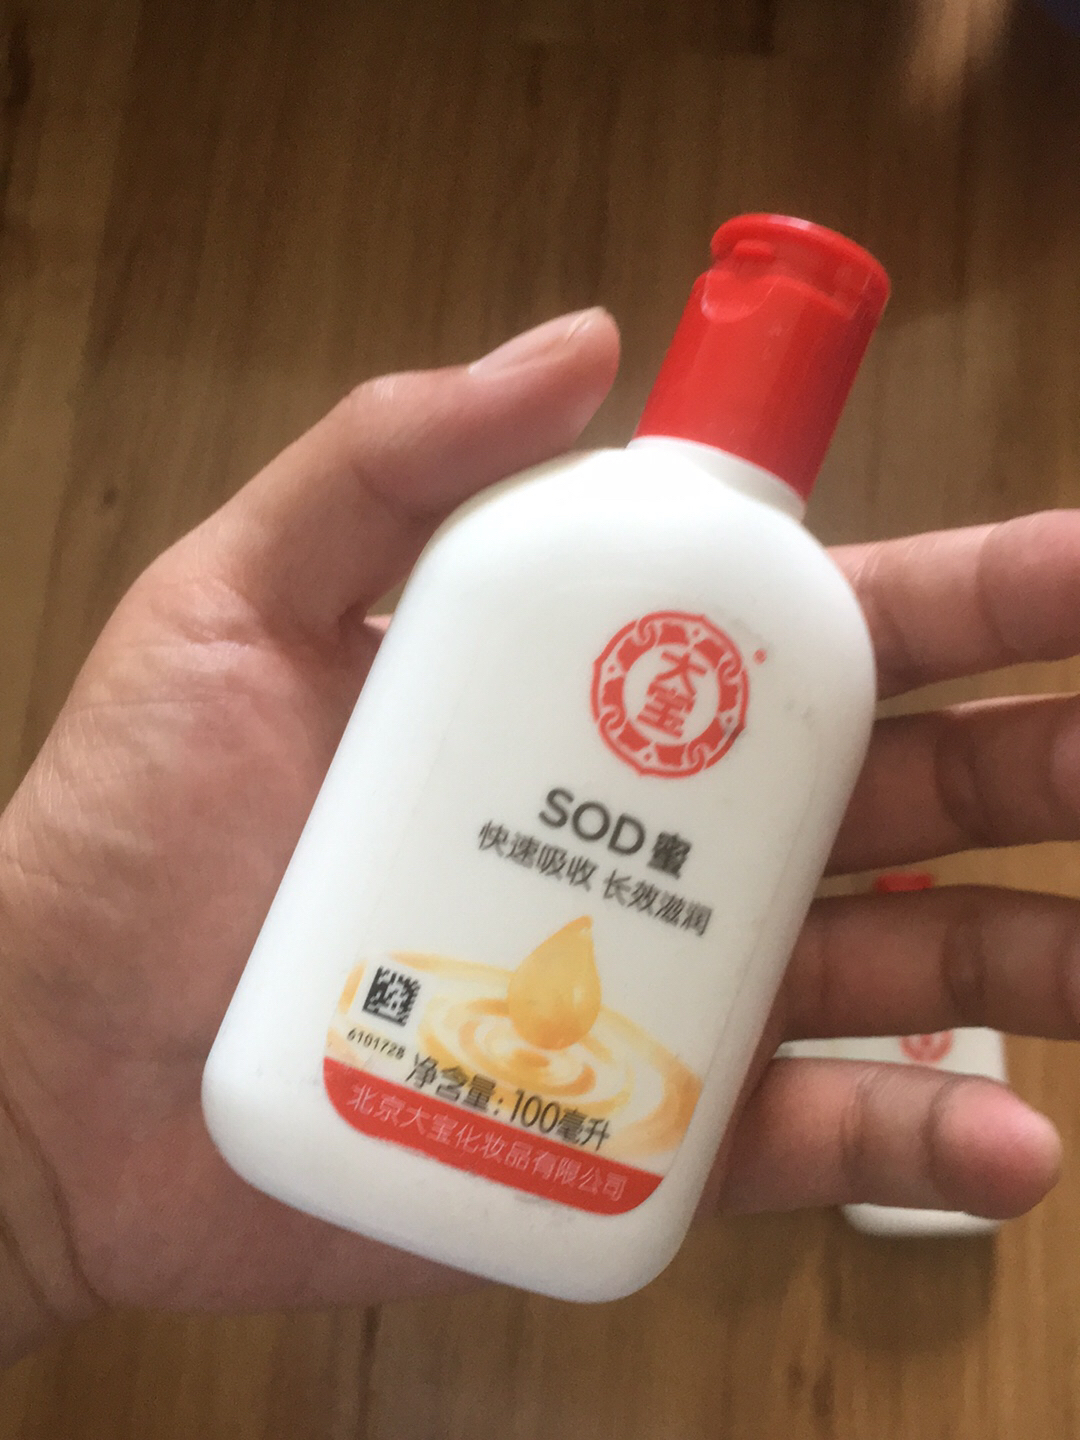 大宝
SOD蜜
快速吸收 长效滋润
6101728
净含量:100毫升
北京大宝化妆品有限公司